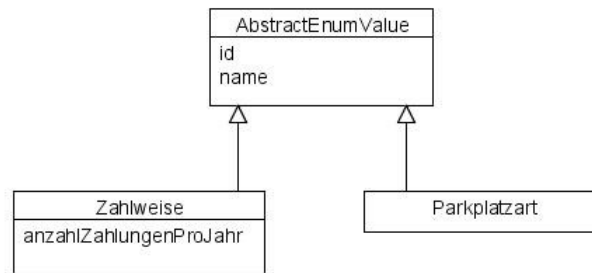 AbstractEnumValue
id
name
Zahlweise
anzahlZahlungenProJahr
Parkplatzart